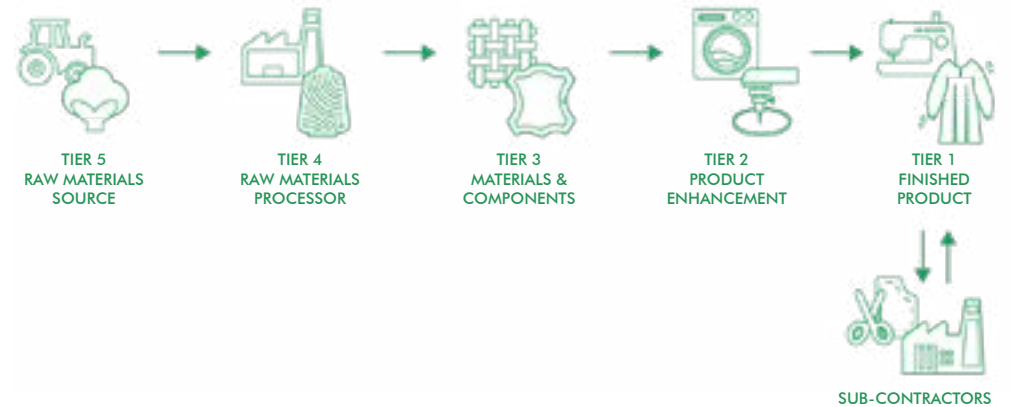 TIER 5
RAW MATERIALS
SOURCE
TIER 4
RAW MATERIALS
PROCESSOR
TIER 3
MATERIALS &
COMPONENTS
TIER 2
PRODUCT
ENHANCEMENT
TIER 1
FINISHED
PRODUCT
SUB-CONTRACTORS